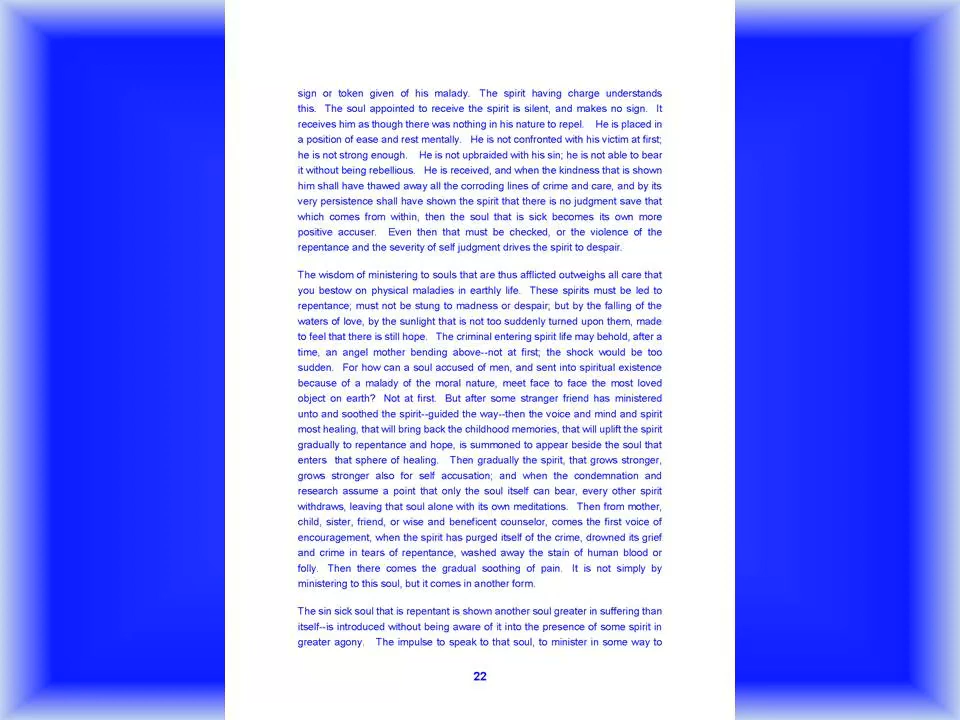 sign or token given of his malady. The spirit having charge understands
this. The soul appointed to receive the spirit is silent, and makes no sign. It
receives him as though there was nothing in his nature to repel. He is placed in
a position of ease and rest mentally. He is not confronted with his victim at first;
he is not strong enough. He is not upbraided with his sin; he is not able to bear
it without being rebellious. He is received, and when the kindness that is shown
him shall have thawed away all the corroding lines of crime and care, and by its
very persistence shall have shown the spirit that there is no judgment save that
which comes from within, then the soul that is sick becomes its own more
positive accuser. Even then that must be checked, or the violence of the
repentance and the severity of self judgment drives the spirit to despair.
The wisdom of ministering to souls that are thus afflicted outweighs all care that
you bestow on physical maladies in earthly life. These spirits must be led to
repentance; must not be stung to madness or despair; but by the falling of the
waters of love, by the sunlight that is not too suddenly turned upon them, made
to feel that there is still hope. The criminal entering spirit life may behold, after a
time, an angel mother bending above--not at first; the shock would be too
sudden. For how can a soul accused of men, and sent into spiritual existence
because of a malady of the moral nature, meet face to face the most loved
object on earth? Not at first. But after some stranger friend has ministered
unto and soothed the spirit--guided the way--then the voice and mind and spirit
most healing, that will bring back the childhood memories, that will uplift the spirit
gradually to repentance and hope, is summoned to appear beside the soul that
enters that sphere of healing. Then gradually the spirit, that grows stronger,
grows stronger also for self accusation; and when the condemnation and
research assume a point that only the soul itself can bear, every other spirit
withdraws, leaving that soul alone with its own meditations. Then from mother,
child, sister, friend, or wise and beneficent counselor, comes the first voice of
encouragement, when the spirit has purged itself of the crime, drowned its grief
and crime in tears of repentance, washed away the stain of human blood or
folly. Then there comes the gradual soothing of pain. It is not simply by
ministering to this soul, but it comes in another form.
The sin sick soul that is repentant is shown another soul greater in suffering than
itself--is introduced without being aware of it into the presence of some spirit in
greater agony. The impulse to speak to that soul, to minister in some way to
22